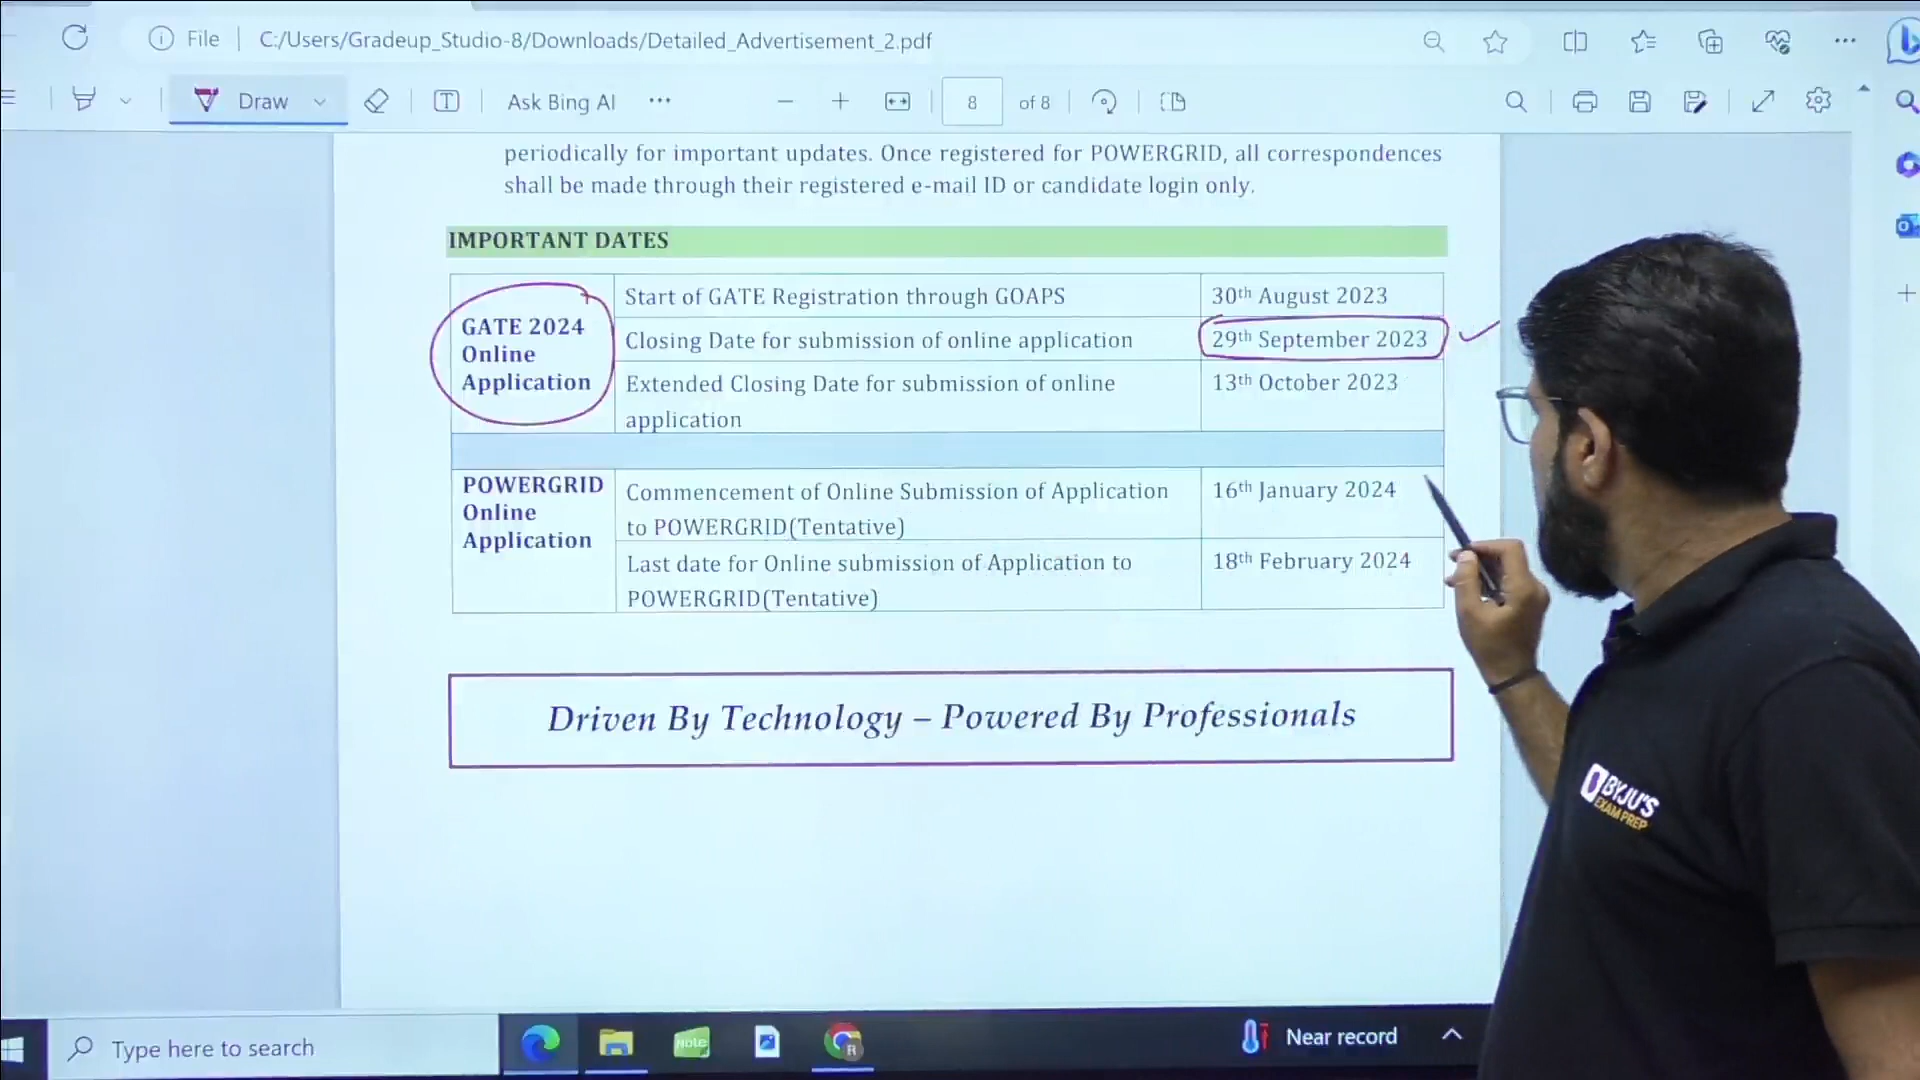 File
C:/Users/Gradeup_Studio-8/Downloads/Detailed_Advertisement_2.pdf
Draw
Ask Bing AI
8
of 8
periodically for important updates. Once registered for POWERGRID, all correspondences
shall be made through their registered e-mail ID or candidate login only.
IMPORTANT DATES
GATE 2024
Online
Application
Start of GATE Registration through GOAPS
30th August 2023
Closing Date for submission of online application
29th September 2023
Extended Closing Date for submission of online
application
13th October 2023
POWERGRID
Online
Application
Commencement of Online Submission of Application
to POWERGRID(Tentative)
16th January 2024
Last date for Online submission of Application to
POWERGRID(Tentative)
18th February 2024
Driven By Technology – Powered By Professionals
BYJU'S
EXAM PREP
Type here to search
Note
R
Near record